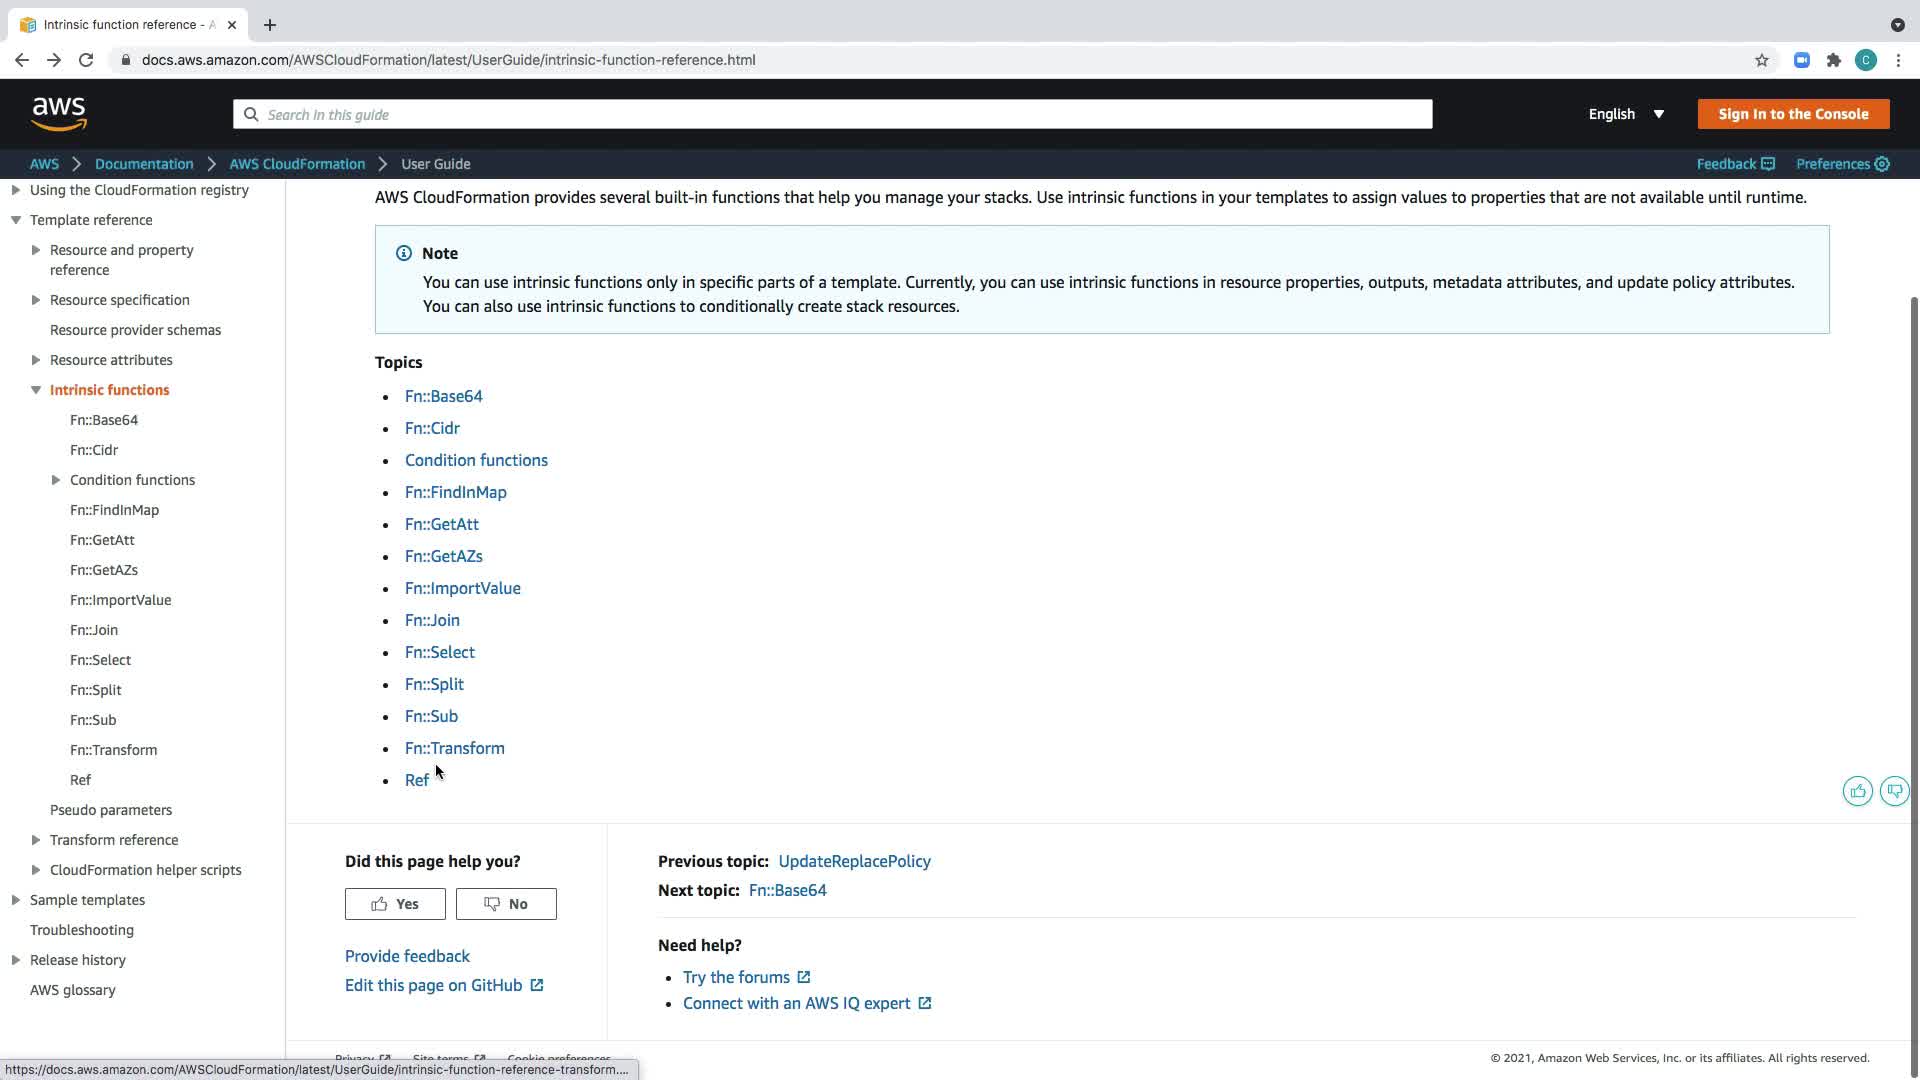 Intrinsic function reference - A
docs.aws.amazon.com/AWSCloudFormation/latest/UserGuide/intrinsic-function-reference.html
C
aws
Search in this guide
English
Sign In to the Console
AWS
Documentation
AWS CloudFormation
User Guide
Feedback
Preferences
Using the CloudFormation registry
Template reference
Resource and property
reference
Resource specification
Resource provider schemas
Resource attributes
Intrinsic functions
Fn::Base64
Fn::Cidr
Condition functions
Fn::FindInMap
Fn::GetAtt
Fn::GetAZs
Fn::ImportValue
Fn::Join
Fn::Select
Fn::Split
Fn::Sub
Fn::Transform
Ref
Pseudo parameters
Transform reference
CloudFormation helper scripts
Sample templates
Troubleshooting
Release history
AWS glossary
AWS CloudFormation provides several built-in functions that help you manage your stacks. Use intrinsic functions in your templates to assign values to properties that are not available until runtime.
Note
You can use intrinsic functions only in specific parts of a template. Currently, you can use intrinsic functions in resource properties, outputs, metadata attributes, and update policy attributes.
You can also use intrinsic functions to conditionally create stack resources.
Topics
Fn::Base64
Fn::Cidr
Condition functions
Fn::FindInMap
Fn::GetAtt
Fn::GetAZs
Fn::ImportValue
Fn::Join
Fn::Select
Fn::Split
Fn::Sub
Fn::Transform
Ref
Did this page help you?
Yes
No
Provide feedback
Edit this page on GitHub
Previous topic: UpdateReplacePolicy
Next topic: Fn::Base64
Need help?
Try the forums
Connect with an AWS IQ expert
Privacy
Site terms
Cookie preferences
© 2021, Amazon Web Services, Inc. or its affiliates. All rights reserved.
https://docs.aws.amazon.com/AWSCloudFormation/latest/UserGuide/intrinsic-function-reference-transform....